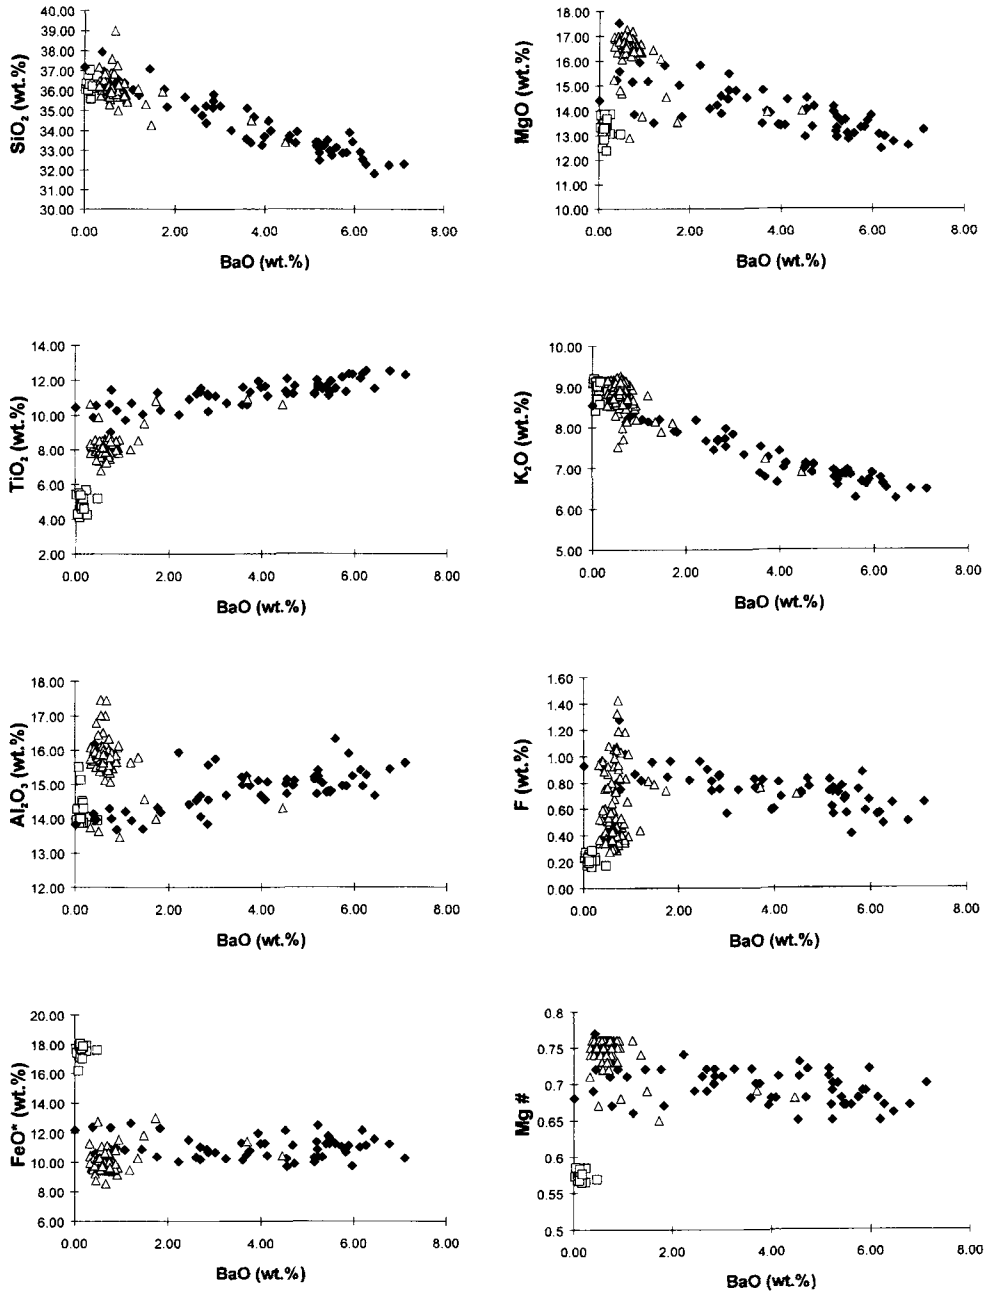 40.00
39.00
38.00
37.00
36.00
35.00
34.00
33.00
32.00
31.00
30.00
SiO₂ (wt.%)
0.00 2.00 4.00 6.00 8.00
BaO (wt.%)
18.00
17.00
16.00
15.00
14.00
13.00
12.00
11.00
10.00
MgO (wt.%)
0.00 2.00 4.00 6.00 8.00
BaO (wt.%)
14.00
12.00
10.00
8.00
6.00
4.00
2.00
TiO₂ (wt.%)
0.00 2.00 4.00 6.00 8.00
BaO (wt.%)
10.00
9.00
8.00
7.00
6.00
5.00
K₂O (wt.%)
0.00 2.00 4.00 6.00 8.00
BaO (wt.%)
18.00
17.00
16.00
15.00
14.00
13.00
12.00
Al₂O₃ (wt.%)
0.00 2.00 4.00 6.00 8.00
BaO (wt.%)
1.60
1.40
1.20
1.00
0.80
0.60
0.40
0.20
0.00
F (wt.%)
0.00 2.00 4.00 6.00 8.00
BaO (wt.%)
20.00
18.00
16.00
14.00
12.00
10.00
8.00
6.00
FeO* (wt.%)
0.00 2.00 4.00 6.00 8.00
BaO (wt.%)
0.8
0.75
0.7
0.65
0.6
0.55
0.5
Mg #
0.00 2.00 4.00 6.00 8.00
BaO (wt.%)